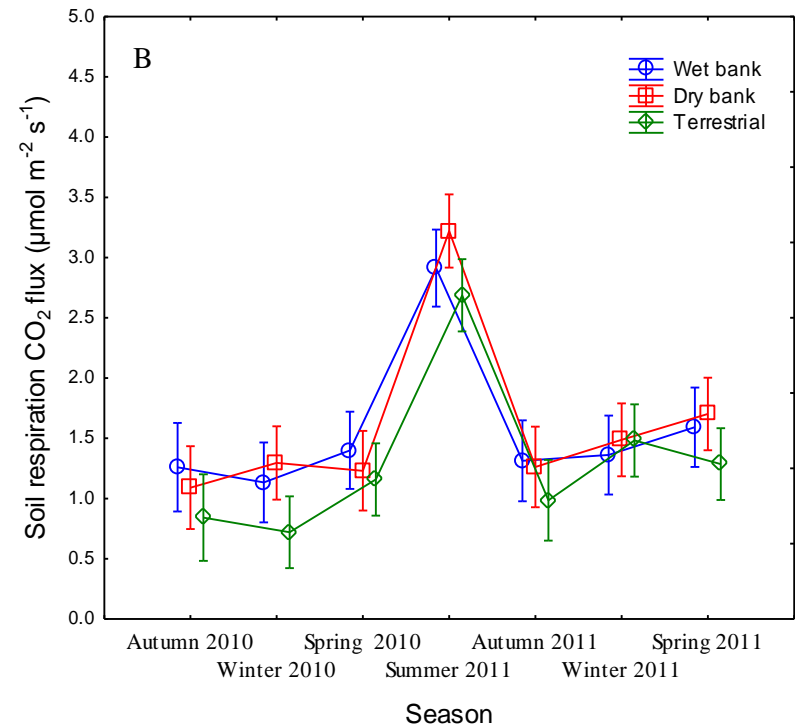 B
Wet bank
Dry bank
Terrestrial
Soil respiration CO₂ flux (µmol m⁻² s⁻¹)
5.0
4.5
4.0
3.5
3.0
2.5
2.0
1.5
1.0
0.5
0.0
Autumn 2010 Spring 2010 Autumn 2011 Spring 2011
Winter 2010 Summer 2011 Winter 2011
Season